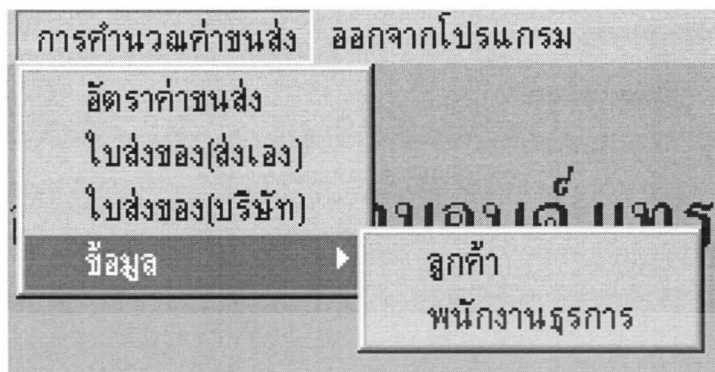 การคำนวณค่าขนส่ง ออกจากโปรแกรม
อัตราค่าขนส่ง
ใบส่งของ(ส่งเอง)
ใบส่งของ(บริษัท)
ข้อมูล
ลูกค้า
พนักงานธุรการ